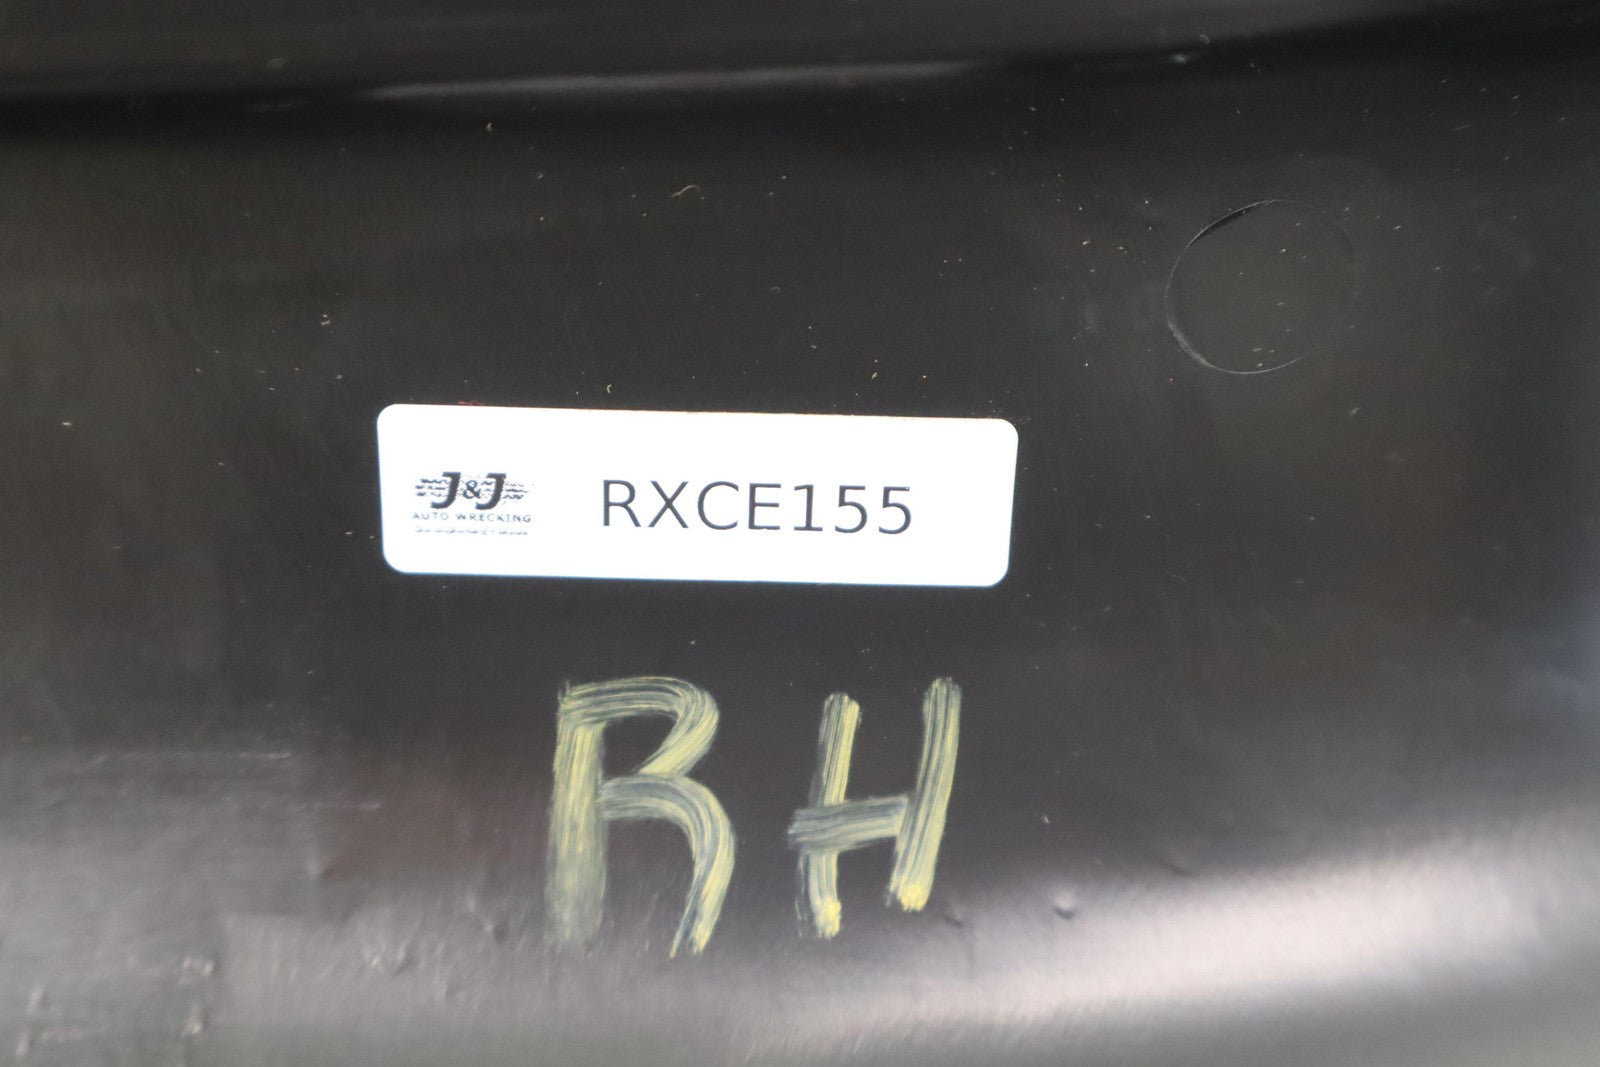 J&J
AUTO WRECKING
RXCE155
RH